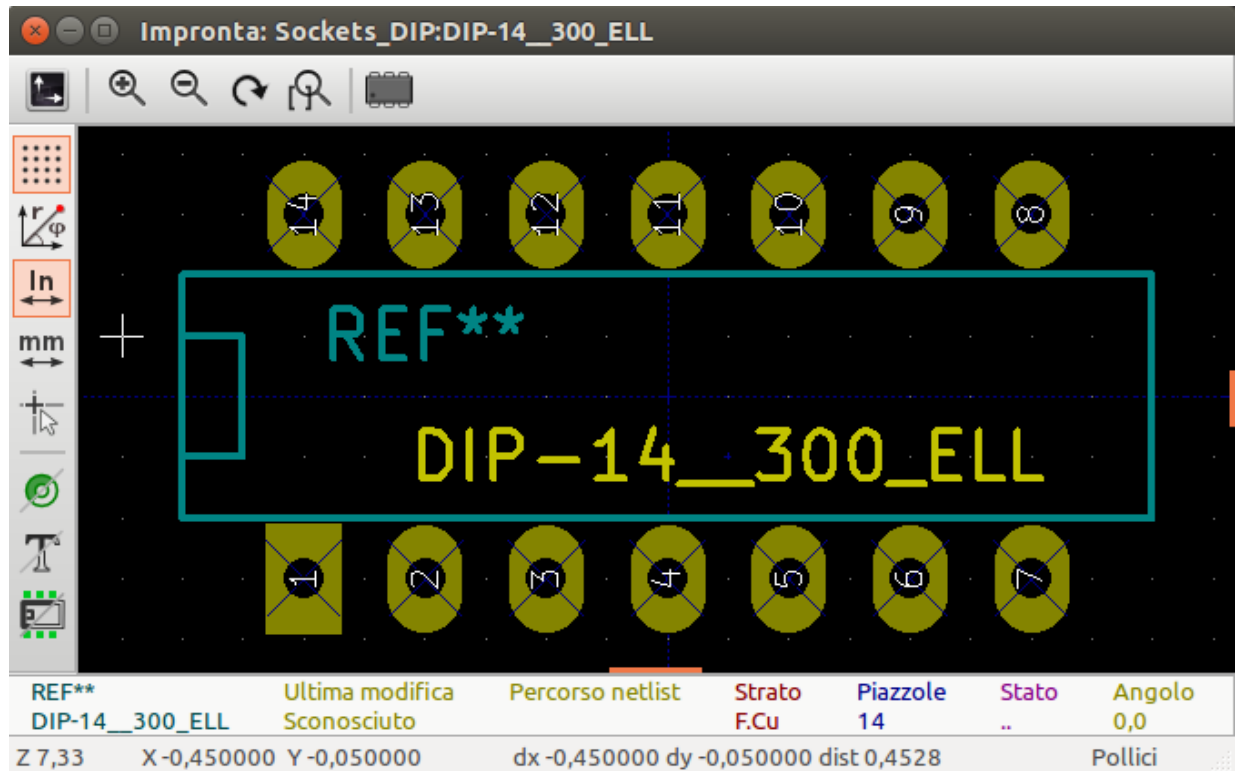 Impronta: Sockets_DIP:DIP-14__300_ELL
r
φ
In
mm
14 13 12 11 10 9 8
REF**
DIP-14__300_ELL
1 2 3 4 5 6 7
REF** Ultima modifica Percorso netlist Strato Piazzole Stato Angolo
DIP-14__300_ELL Sconosciuto F.Cu 14 .. 0,0
Z 7,33 X -0,450000 Y -0,050000 dx -0,450000 dy -0,050000 dist 0,4528 Pollici